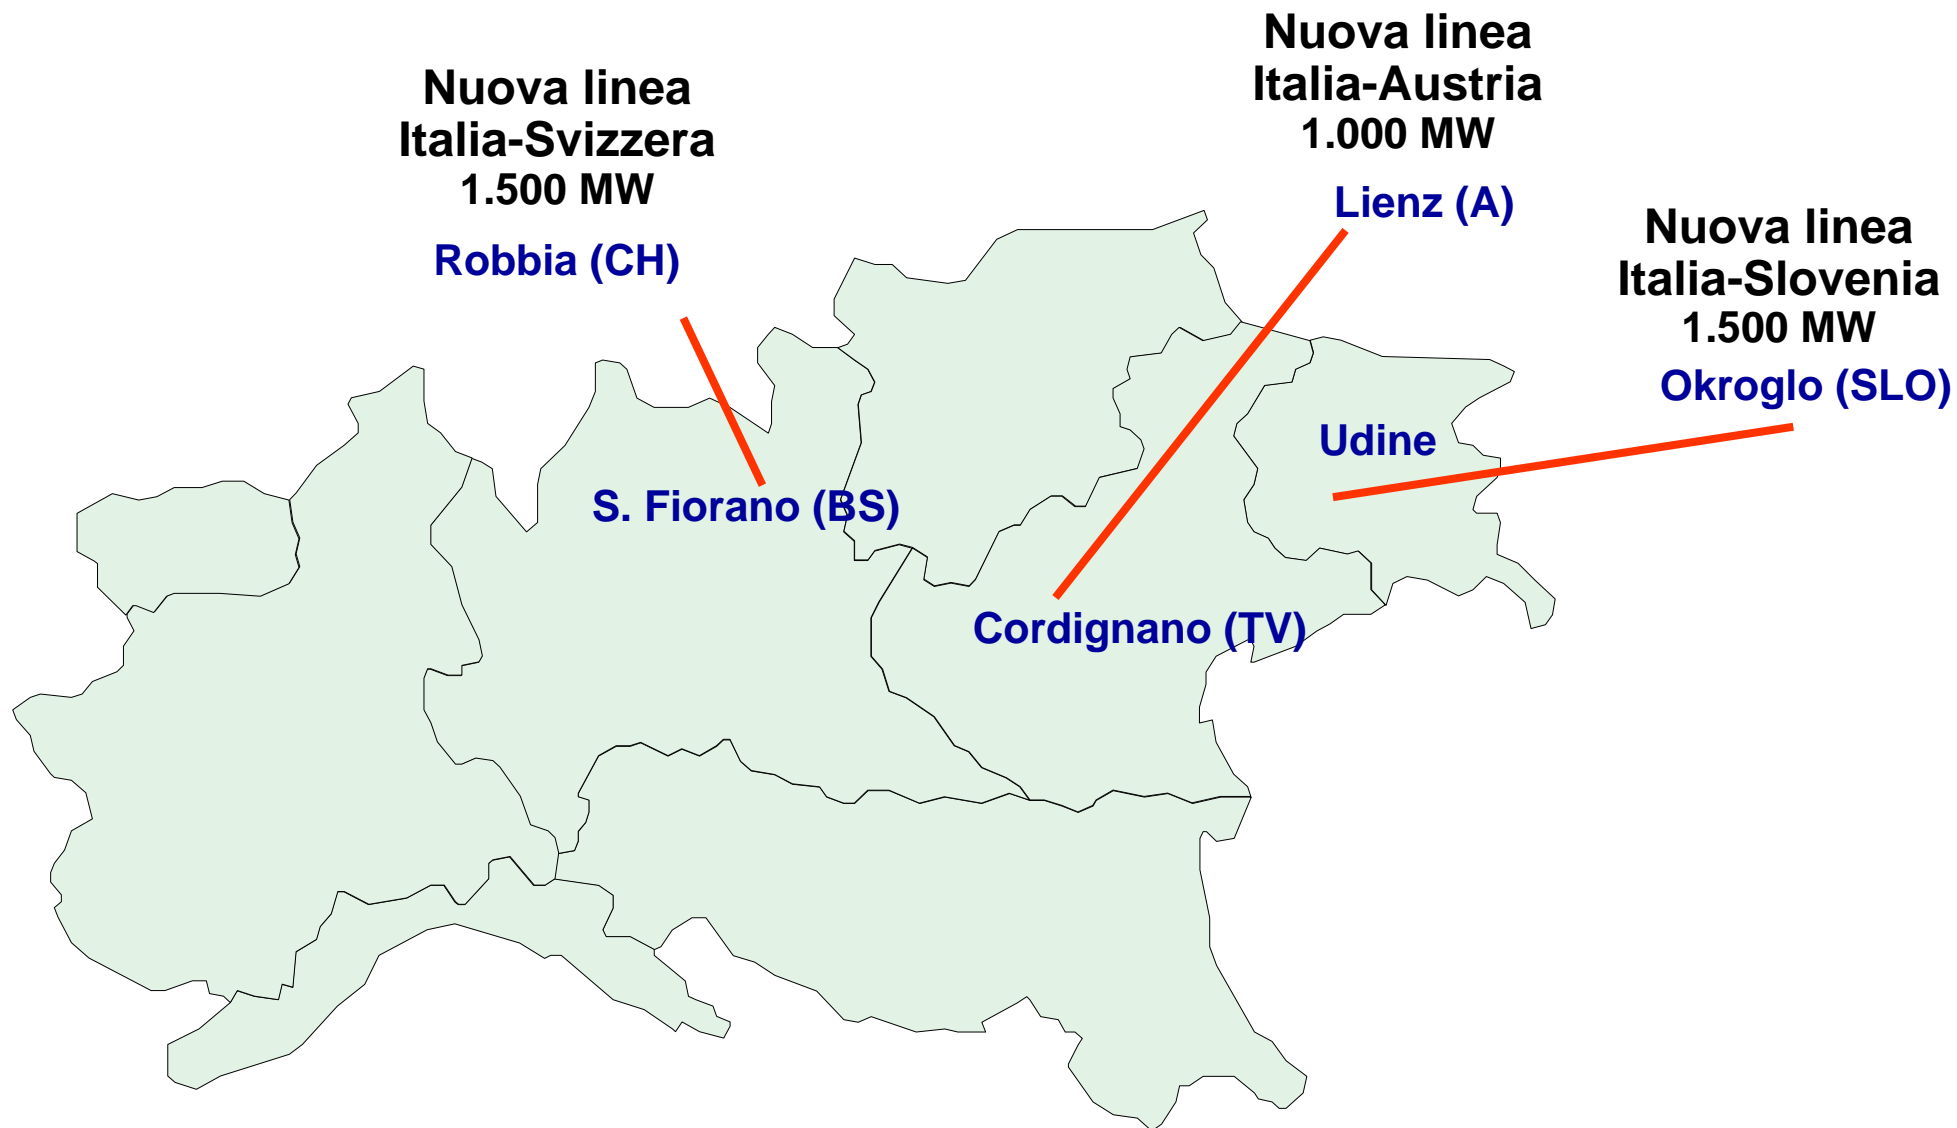 Nuova linea
Italia-Svizzera
1.500 MW
Robbia (CH)
S. Fiorano (BS)
Nuova linea
Italia-Austria
1.000 MW
Lienz (A)
Cordignano (TV)
Nuova linea
Italia-Slovenia
1.500 MW
Okroglo (SLO)
Udine